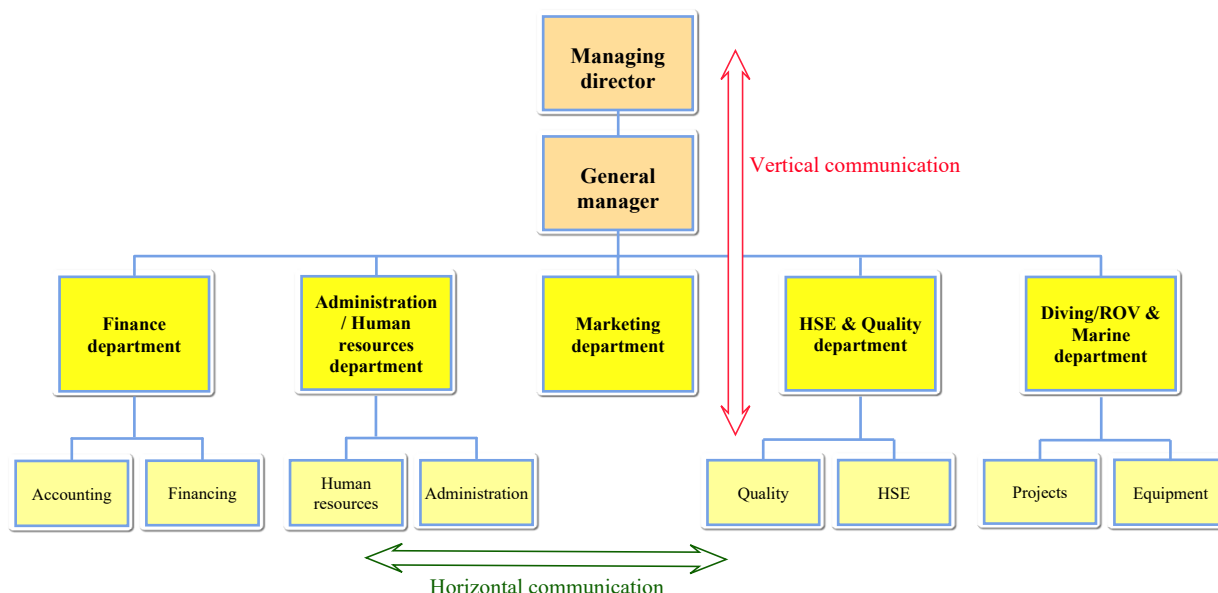 Managing
director
General
manager
Vertical communication
Finance
department
Administration
/ Human
resources
department
Marketing
department
HSE & Quality
department
Diving/ROV &
Marine
department
Accounting
Financing
Human
resources
Administration
Quality
HSE
Projects
Equipment
Horizontal communication